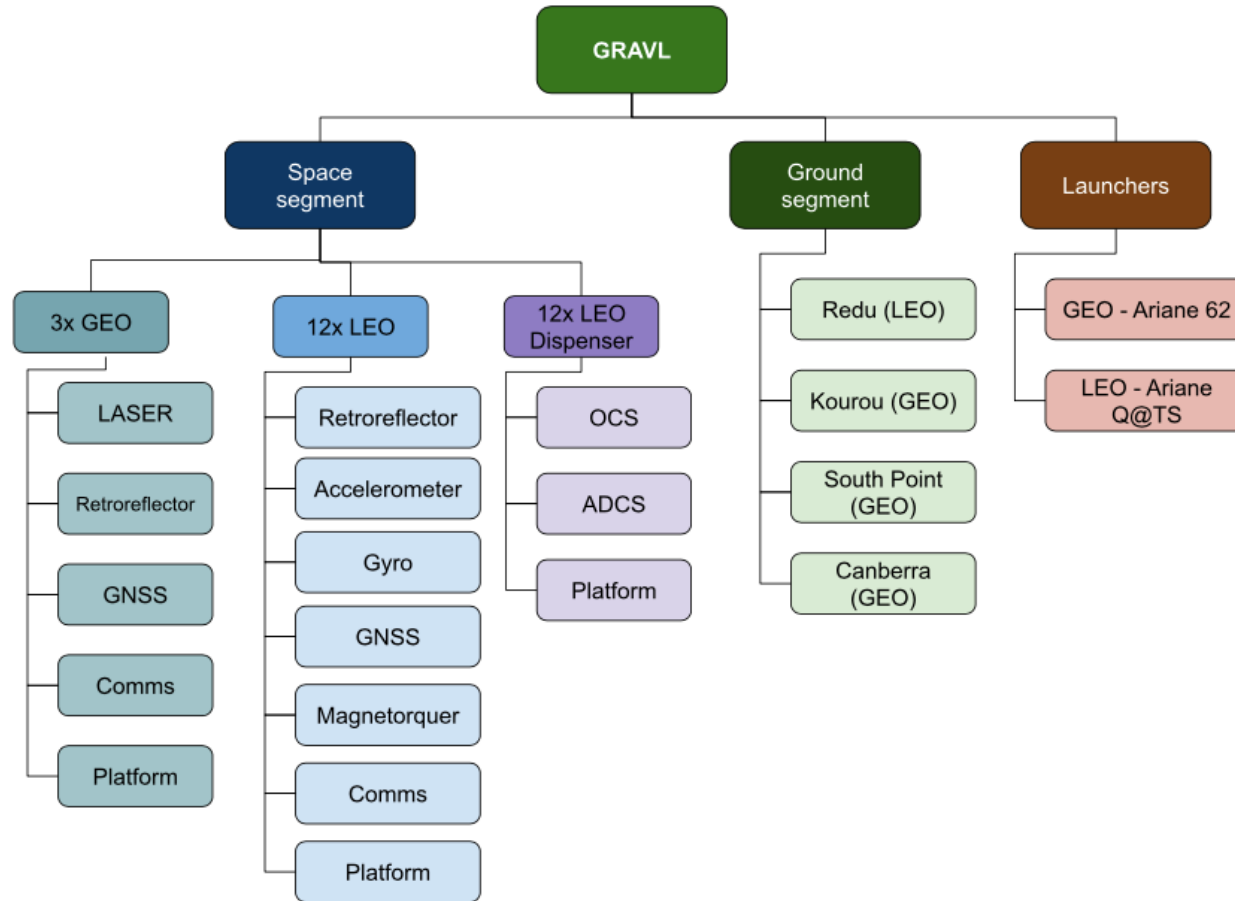 GRAVL
Space
segment
Ground
segment
Launchers
3x GEO
LASER
Retroreflector
GNSS
Comms
Platform
12x LEO
Retroreflector
Accelerometer
Gyro
GNSS
Magnetorquer
Comms
Platform
12x LEO
Dispenser
OCS
ADCS
Platform
Redu (LEO)
Kourou (GEO)
South Point
(GEO)
Canberra
(GEO)
GEO - Ariane 62
LEO - Ariane
Q@TS